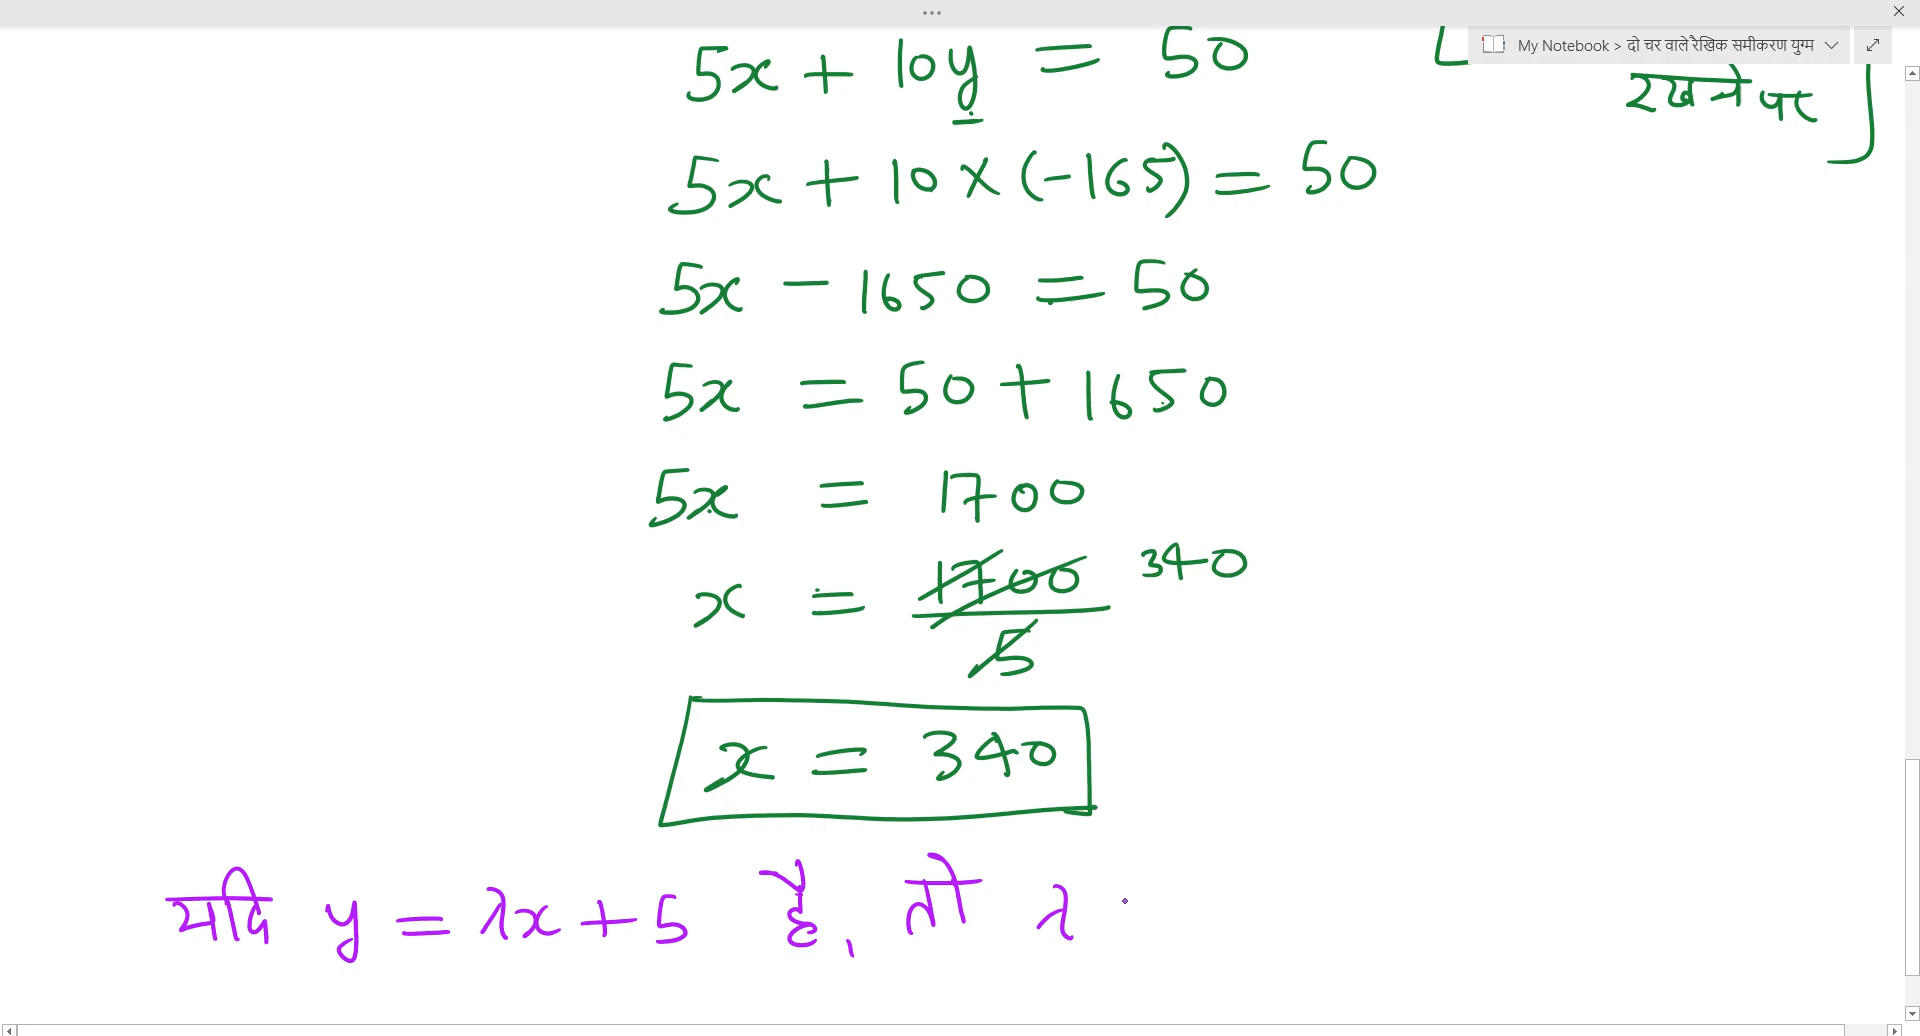 My Notebook > दो चर वाले रैखिक समीकरण युग्म
रखने पर ]
5x + 10y = 50
5x + 10 × (-165) = 50
5x - 1650 = 50
5x = 50 + 1650
5x = 1700
x = 1700/5 340
x = 340
यदि y = λx + 5 है, तो λ